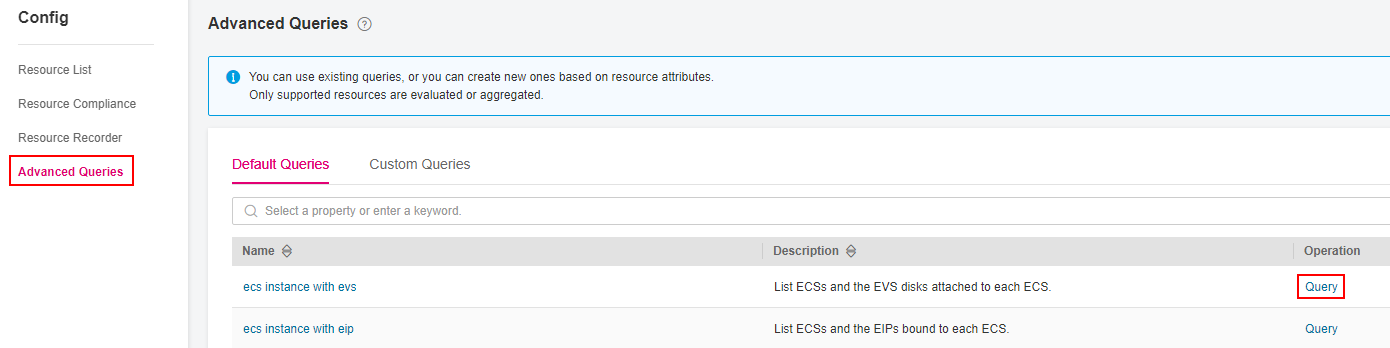 Config
Resource List
Resource Compliance
Resource Recorder
Advanced Queries
Advanced Queries ?
You can use existing queries, or you can create new ones based on resource attributes.
Only supported resources are evaluated or aggregated.
Default Queries Custom Queries
Select a property or enter a keyword.
Name Description Operation
ecs instance with evs List ECSs and the EVS disks attached to each ECS. Query
ecs instance with eip List ECSs and the EIPs bound to each ECS. Query